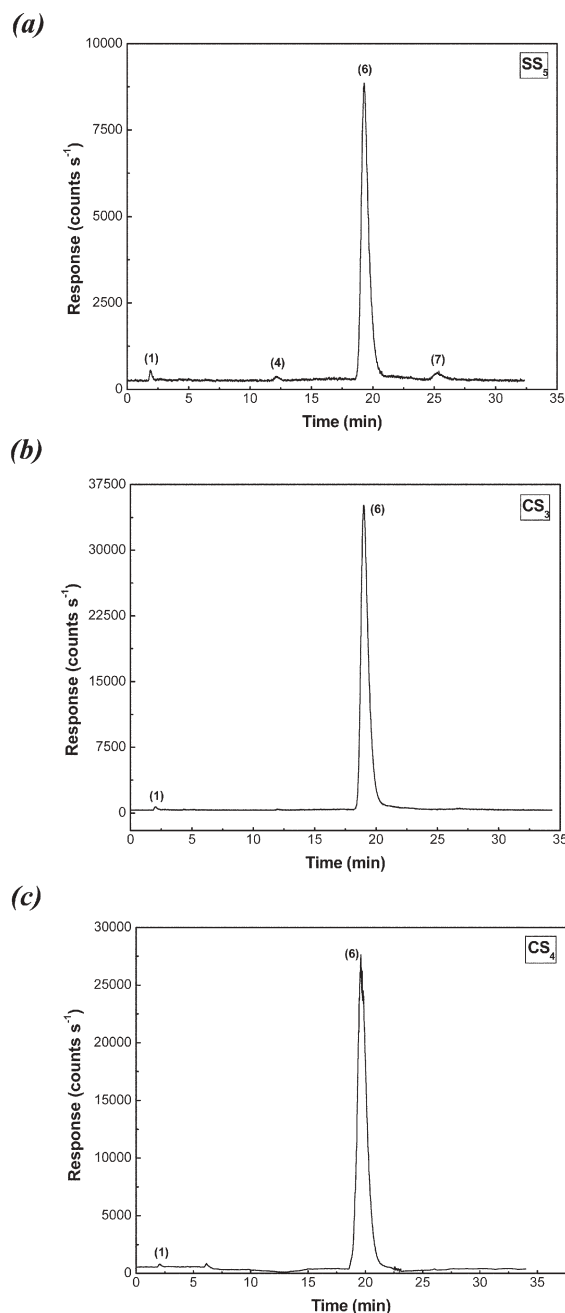 (a)
10000
7500
5000
2500
0
Response (counts s⁻¹)
SS₅
(1)
(4)
(6)
(7)
0 5 10 15 20 25 30 35
Time (min)
(b)
37500
30000
22500
15000
7500
0
Response (counts s⁻¹)
CS₃
(1)
(6)
0 5 10 15 20 25 30 35
Time (min)
(c)
30000
25000
20000
15000
10000
5000
0
Response (counts s⁻¹)
CS₄
(1)
(6)
0 5 10 15 20 25 30 35
Time (min)